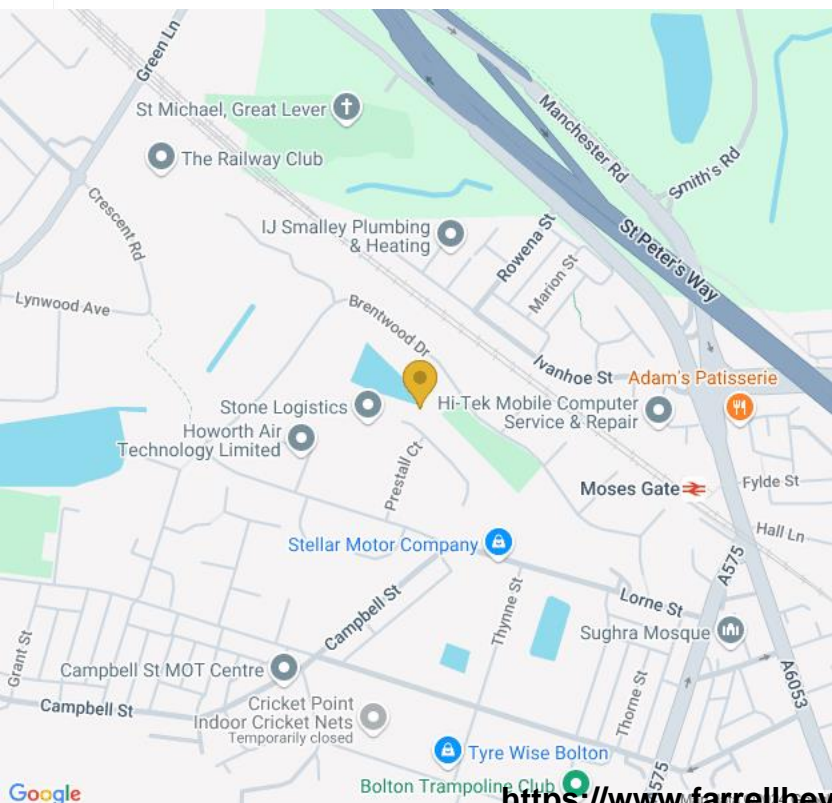 Green Ln
Manchester Rd
St Michael, Great Lever
The Railway Club
Smith's Rd
Crescent Rd
IJ Smalley Plumbing
& Heating
Rowena St
St Peter's Way
Marion St
Lynwood Ave
Brentwood Dr
Ivanhoe St
Adam's Patisserie
Stone Logistics
Hi-Tek Mobile Computer
Service & Repair
Howorth Air
Technology Limited
Prestall Ct
Moses Gate
Fylde St
Hall Ln
Stellar Motor Company
A575
Lorne St
Thynne St
Campbell St
Sughra Mosque
Grant St
Campbell St MOT Centre
A6053
Thorne St
Campbell St
Cricket Point
Indoor Cricket Nets
Temporarily closed
Tyre Wise Bolton
Bolton Trampoline Club
A575
Google